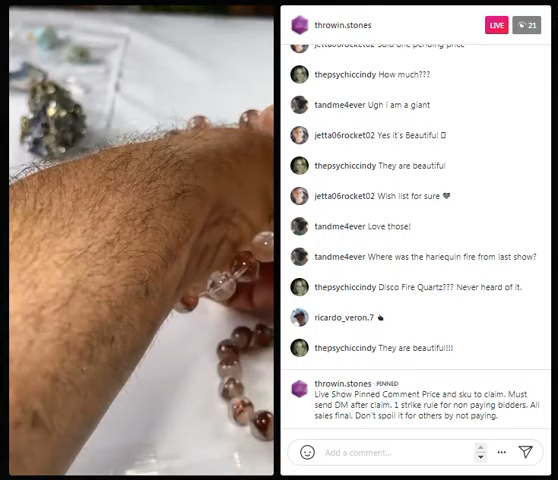 throwin.stones
LIVE
21
jetta06rocket02 Sold one pending price
thepsychiccindy How much???
tandme4ever Ugh i am a giant
jetta06rocket02 Yes it's Beautiful
thepsychiccindy They are beautiful
jetta06rocket02 Wish list for sure 🖤
tandme4ever Love those!
tandme4ever Where was the harlequin fire from last show?
thepsychiccindy Disco Fire Quartz??? Never heard of it.
ricardo_veron.7
thepsychiccindy They are beautiful!!!!
throwin.stones · PINNED
Live Show Pinned Comment Price and sku to claim. Must
send DM after claim. 1 strike rule for non paying bidders. All
sales final. Don't spoil it for others by not paying.
Add a comment...